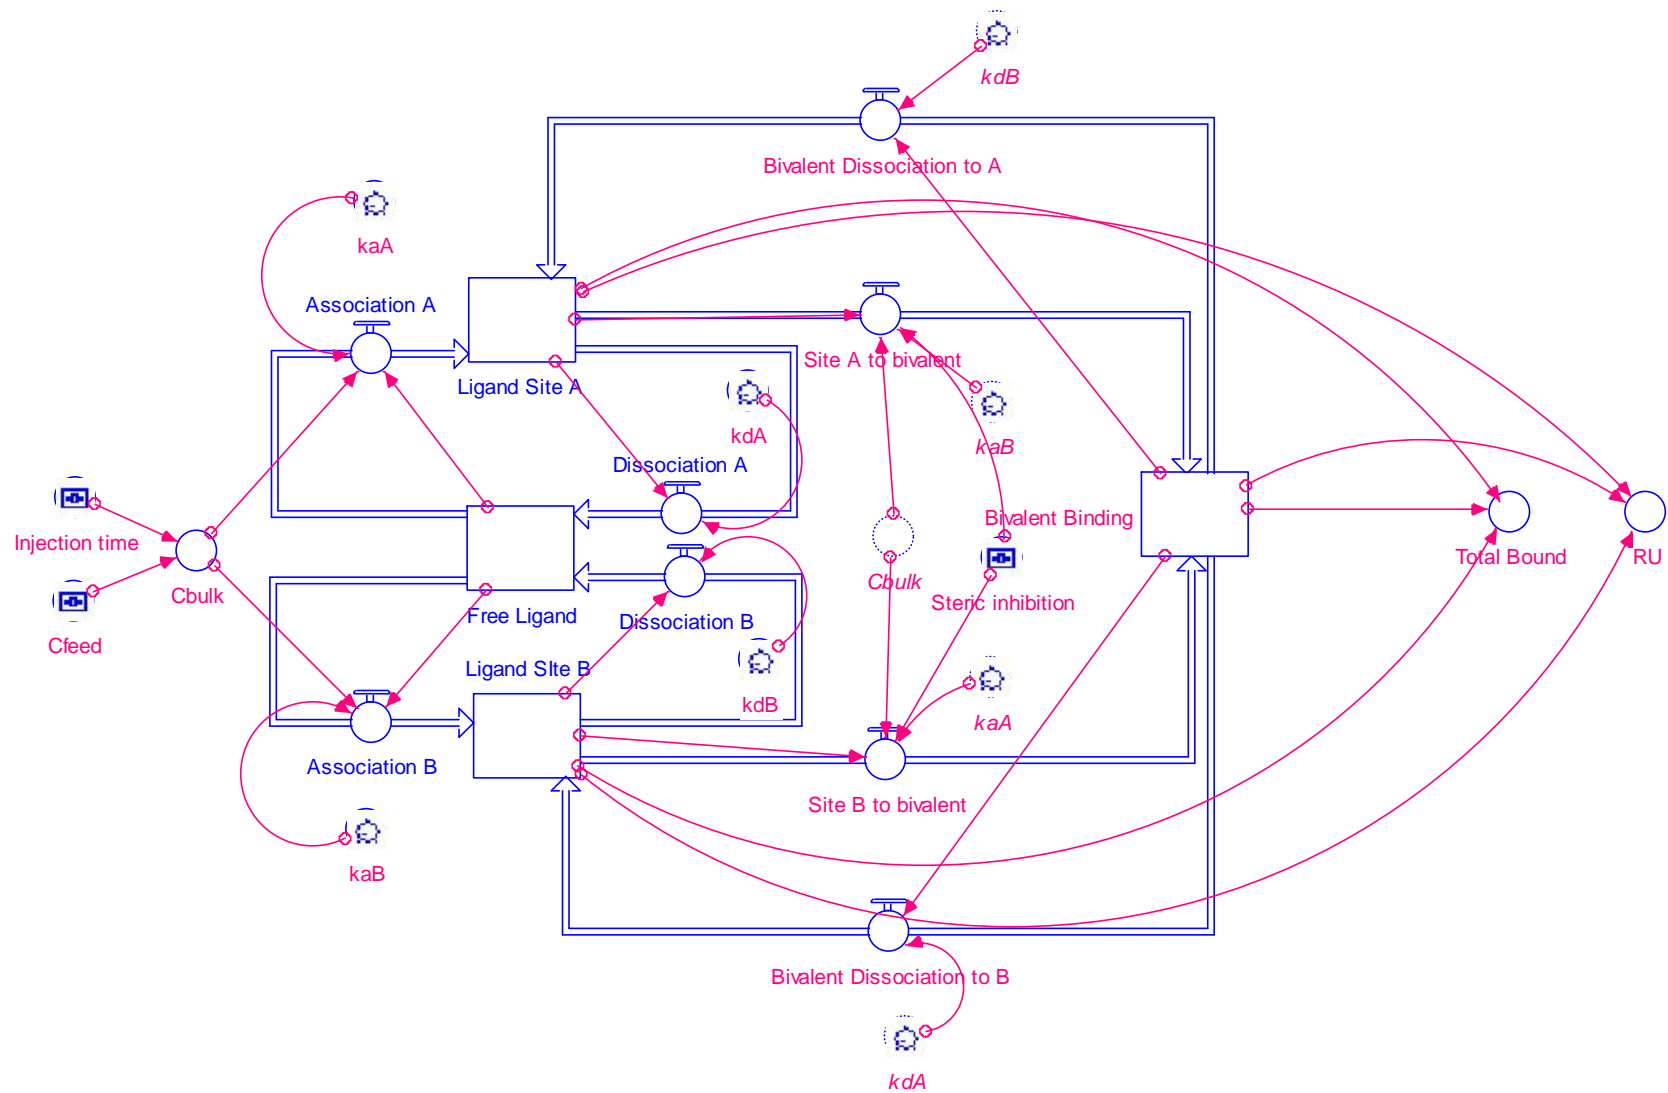 kdB
Bivalent Dissociation to A
kaA
Association A
Site A to bivalent
Ligand Site A
kaB
kdA
Dissociation A
Bivalent Binding
Injection time
Total Bound
RU
Cbulk
Cbulk
Steric inhibition
Free Ligand
Dissociation B
Cfeed
Ligand SIte B
kdB
kaA
Association B
Site B to bivalent
kaB
Bivalent Dissociation to B
kdA